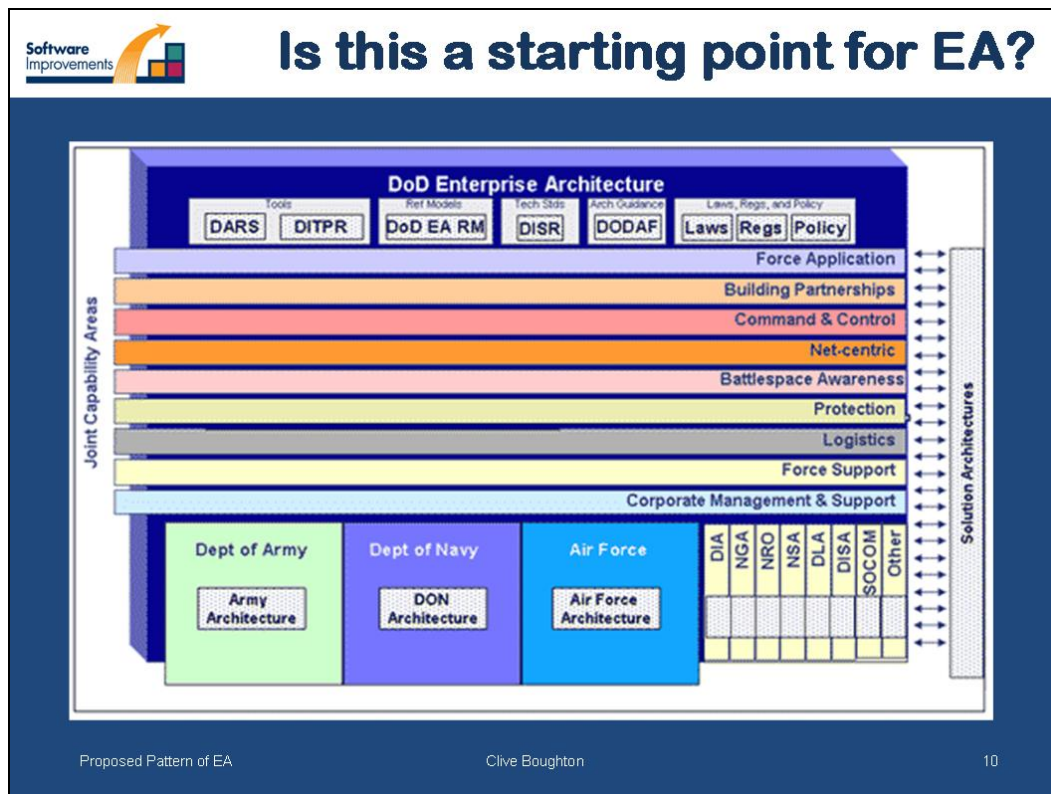 Software
Improvements
Is this a starting point for EA?
DoD Enterprise Architecture
Tools
DARS
DITPR
Ref Models
DoD EA RM
Tech Stds
DISR
Arch Guidance
DODAF
Laws, Regs, and Policy
Laws
Regs
Policy
Joint Capability Areas
Force Application
Building Partnerships
Command & Control
Net-centric
Battlespace Awareness
Protection
Logistics
Force Support
Corporate Management & Support
Solution Architectures
Dept of Army
Army
Architecture
Dept of Navy
DON
Architecture
Air Force
Air Force
Architecture
DIA
NGA
NRO
NSA
DLA
DISA
SOCOM
Other
Proposed Pattern of EA
Clive Boughton
10